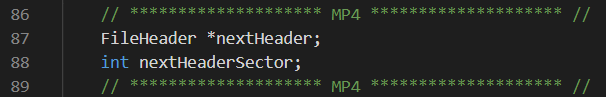 86 // ******************** MP4 ******************** //
87 FileHeader *nextHeader;
88 int nextHeaderSector;
89 // ******************** MP4 ******************** //